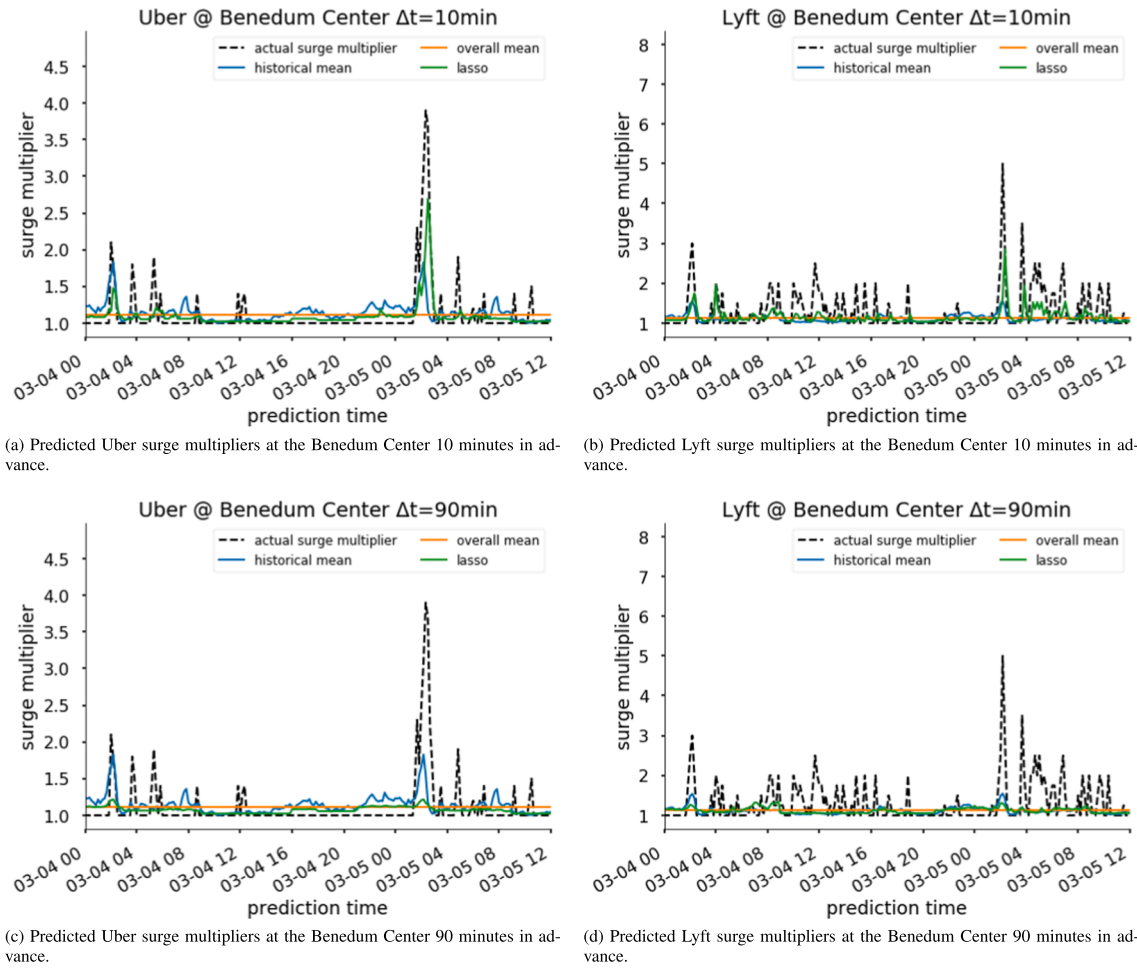 Uber @ Benedum Center Δt=10min
actual surge multiplier
overall mean
historical mean
lasso
4.5
4.0
3.5
3.0
2.5
2.0
1.5
1.0
surge multiplier
03-04 00
03-04 04
03-04 08
03-04 12
03-04 16
03-04 20
03-05 00
03-05 04
03-05 08
03-05 12
prediction time
(a) Predicted Uber surge multipliers at the Benedum Center 10 minutes in ad-
vance.
Lyft @ Benedum Center Δt=10min
actual surge multiplier
overall mean
historical mean
lasso
8
7
6
5
4
3
2
1
surge multiplier
03-04 00
03-04 04
03-04 08
03-04 12
03-04 16
03-04 20
03-05 00
03-05 04
03-05 08
03-05 12
prediction time
(b) Predicted Lyft surge multipliers at the Benedum Center 10 minutes in ad-
vance.
Uber @ Benedum Center Δt=90min
actual surge multiplier
overall mean
historical mean
lasso
4.5
4.0
3.5
3.0
2.5
2.0
1.5
1.0
surge multiplier
03-04 00
03-04 04
03-04 08
03-04 12
03-04 16
03-04 20
03-05 00
03-05 04
03-05 08
03-05 12
prediction time
(c) Predicted Uber surge multipliers at the Benedum Center 90 minutes in ad-
vance.
Lyft @ Benedum Center Δt=90min
actual surge multiplier
overall mean
historical mean
lasso
8
7
6
5
4
3
2
1
surge multiplier
03-04 00
03-04 04
03-04 08
03-04 12
03-04 16
03-04 20
03-05 00
03-05 04
03-05 08
03-05 12
prediction time
(d) Predicted Lyft surge multipliers at the Benedum Center 90 minutes in ad-
vance.